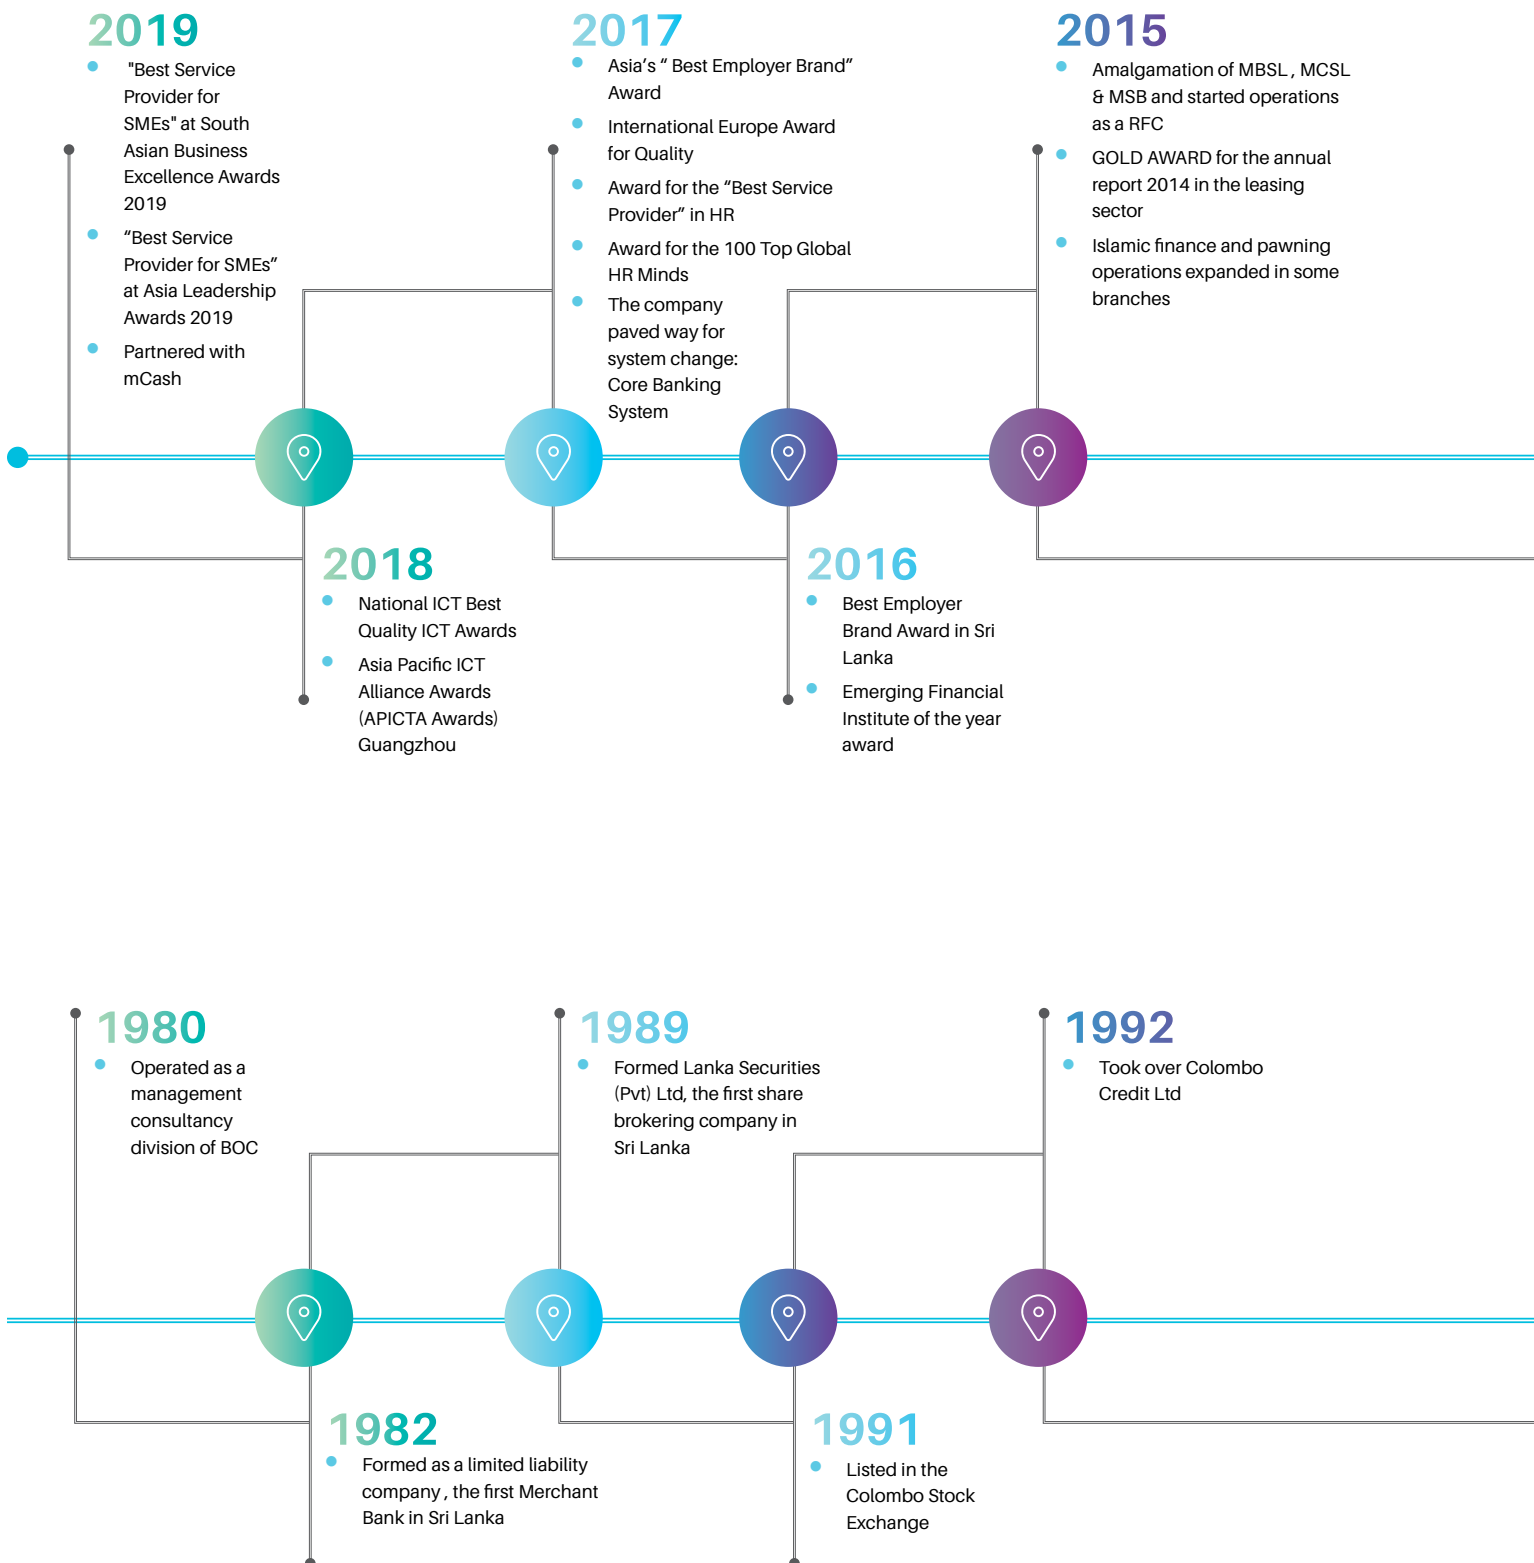 2019
"Best Service
Provider for
SMEs" at South
Asian Business
Excellence Awards
2019
“Best Service
Provider for SMEs”
at Asia Leadership
Awards 2019
Partnered with
mCash
2017
Asia’s “ Best Employer Brand”
Award
International Europe Award
for Quality
Award for the “Best Service
Provider” in HR
Award for the 100 Top Global
HR Minds
The company
paved way for
system change:
Core Banking
System
2015
Amalgamation of MBSL , MCSL
& MSB and started operations
as a RFC
GOLD AWARD for the annual
report 2014 in the leasing
sector
Islamic finance and pawning
operations expanded in some
branches
2018
National ICT Best
Quality ICT Awards
Asia Pacific ICT
Alliance Awards
(APICTA Awards)
Guangzhou
2016
Best Employer
Brand Award in Sri
Lanka
Emerging Financial
Institute of the year
award
1980
Operated as a
management
consultancy
division of BOC
1989
Formed Lanka Securities
(Pvt) Ltd, the first share
brokering company in
Sri Lanka
1992
Took over Colombo
Credit Ltd
1982
Formed as a limited liability
company , the first Merchant
Bank in Sri Lanka
1991
Listed in the
Colombo Stock
Exchange